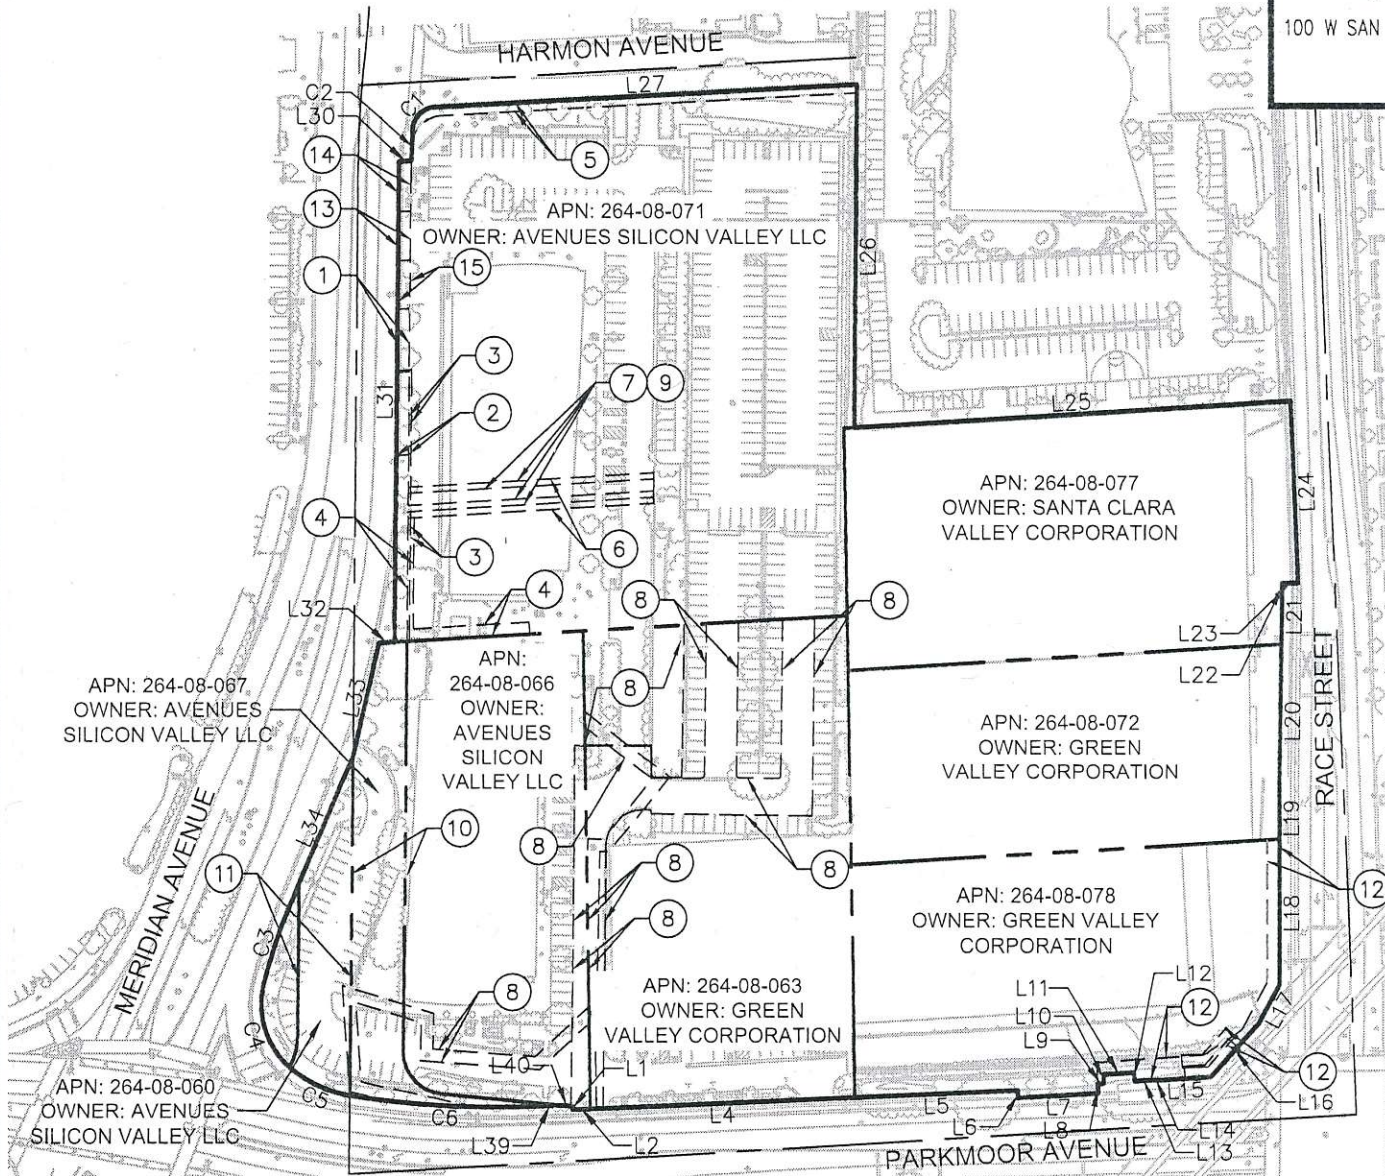 100 W SAN
HARMON AVENUE
L27
C2
C1
L30
14
5
13
APN: 264-08-071
OWNER: AVENUES SILICON VALLEY LLC
L26
1
15
3
7
9
L31
2
L25
APN: 264-08-077
OWNER: SANTA CLARA
VALLEY CORPORATION
L24
4
3
6
4
8
8
L32
L21
L23
L22
APN:
264-08-066
OWNER:
AVENUES
SILICON
VALLEY LLC
8
APN: 264-08-067
OWNER: AVENUES
SILICON VALLEY LLC
L33
RACE STREET
L20
APN: 264-08-072
OWNER: GREEN
VALLEY CORPORATION
L34
L19
10
8
8
8
11
12
MERIDIAN AVENUE
APN: 264-08-078
OWNER: GREEN VALLEY
CORPORATION
L18
8
C3
8
APN: 264-08-063
OWNER: GREEN
VALLEY CORPORATION
L12
L11
12
L10
L9
L17
C4
L40
L1
12
APN: 264-08-060
OWNER: AVENUES
SILICON VALLEY LLC
C5
C6
L39
L2
L4
L5
L6
L7
L8
L15
L16
L14
L13
PARKMOOR AVENUE